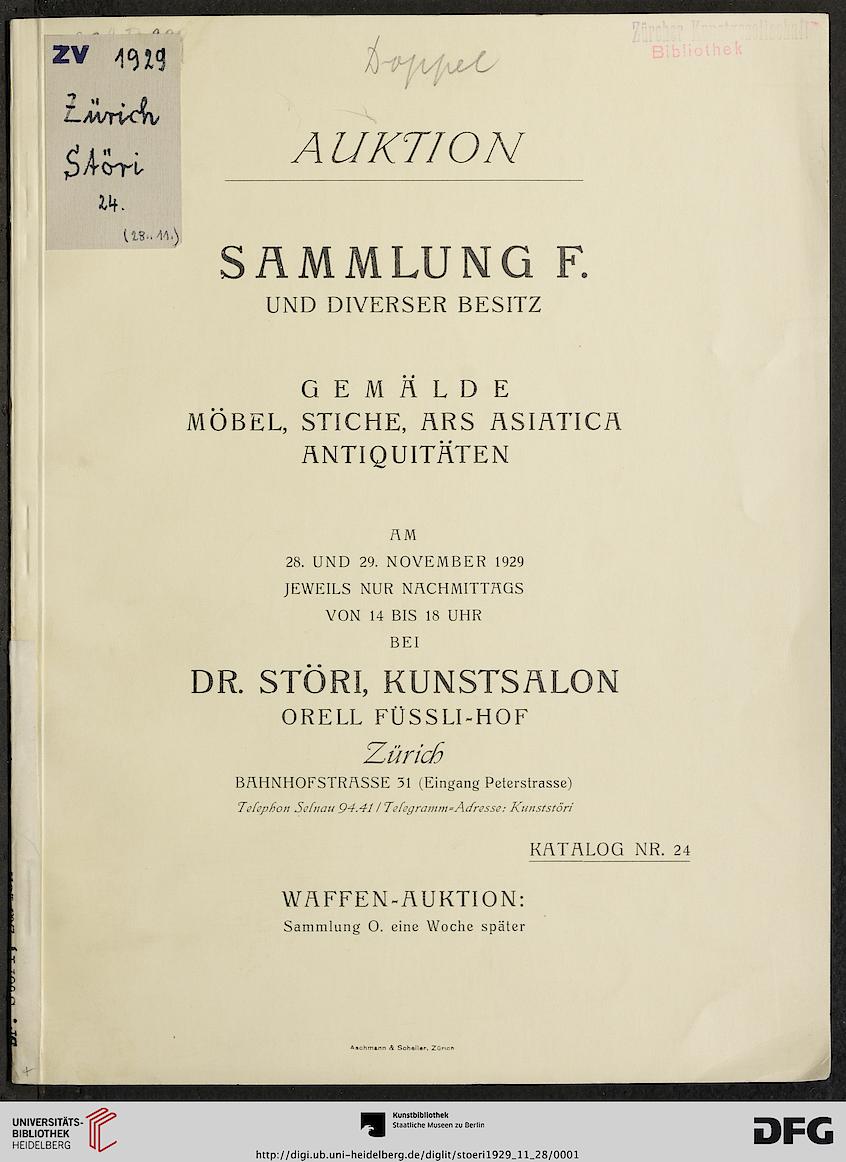 ZV 1929
Zürich
Störi
24.
(28..11.)
Doppel
Zürcher Kunstgesellschaft
Bibliothek
AUKTION
SAMMLUNG F.
UND DIVERSER BESITZ
GEMÄLDE
MÖBEL, STICHE, ARS ASIATICA
ANTIQUITÄTEN
AM
28. UND 29. NOVEMBER 1929
JEWEILS NUR NACHMITTAGS
VON 14 BIS 18 UHR
BEI
DR. STÖRI, KUNSTSALON
ORELL FÜSSLI-HOF
Zürich
BAHNHOFSTRASSE 31 (Eingang Peterstrasse)
Telephon Selnau 94.41 / Telegramm=Adresse: Kunststöri
KATALOG NR. 24
WAFFEN-AUKTION:
Sammlung O. eine Woche später
Aschmann & Scheller, Zürich
UNIVERSITÄTS-
BIBLIOTHEK
HEIDELBERG
Kunstbibliothek
Staatliche Museen zu Berlin
DFG
http://digi.ub.uni-heidelberg.de/diglit/stoeri1929_11_28/0001